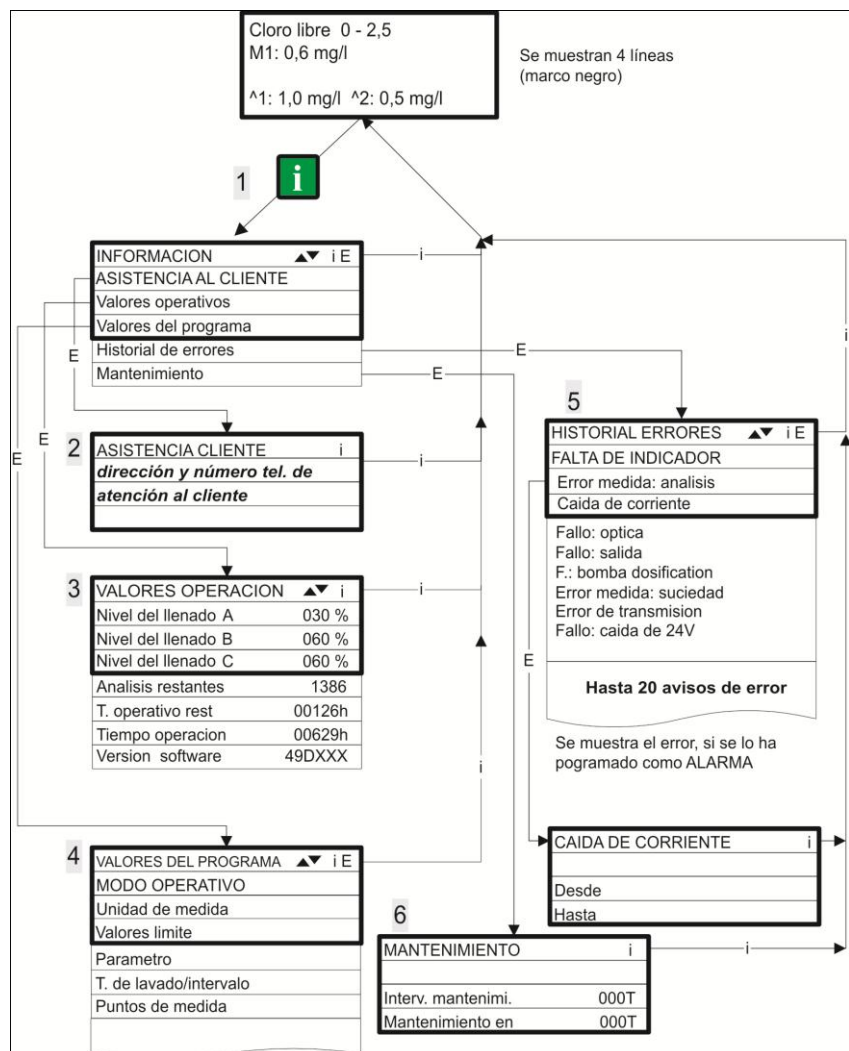 Cloro libre 0 - 2,5
M1: 0,6 mg/l
^1: 1,0 mg/l ^2: 0,5 mg/l
Se muestran 4 líneas
(marco negro)
1
i
INFORMACION ▲▼ i E
ASISTENCIA AL CLIENTE
Valores operativos
Valores del programa
Historial de errores
Mantenimiento
i
E
E
E
E
E
i
2
ASISTENCIA CLIENTE i
dirección y número tel. de
atención al cliente
i
3
VALORES OPERACION ▲▼ i
Nivel del llenado A 030 %
Nivel del llenado B 060 %
Nivel del llenado C 060 %
Analisis restantes 1386
T. operativo rest 00126h
Tiempo operacion 00629h
Version software 49DXXX
i
i
4
VALORES DEL PROGRAMA ▲▼ i E
MODO OPERATIVO
Unidad de medida
Valores limite
Parametro
T. de lavado/intervalo
Puntos de medida
5
HISTORIAL ERRORES ▲▼ i E
FALTA DE INDICADOR
Error medida: analisis
Caida de corriente
Fallo: optica
Fallo: salida
F.: bomba dosification
Error medida: suciedad
Error de transmision
Fallo: caida de 24V
E
Hasta 20 avisos de error
Se muestra el error, si se lo ha
pogramado como ALARMA
CAIDA DE CORRIENTE i
Desde
Hasta
6
MANTENIMIENTO i
Interv. mantenimi. 000T
Mantenimiento en 000T
i